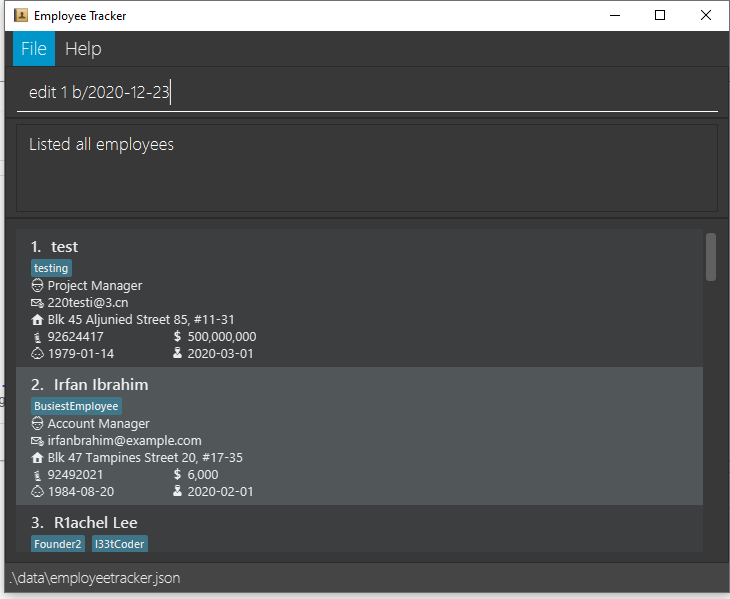 Employee Tracker
File Help
edit 1 b/2020-12-23
Listed all employees
1. test
testing
Project Manager
220testi@3.cn
Blk 45 Aljunied Street 85, #11-31
92624417 $ 500,000,000
1979-01-14 2020-03-01
2. Irfan Ibrahim
BusiestEmployee
Account Manager
irfanbrahim@example.com
Blk 47 Tampines Street 20, #17-35
92492021 $ 6,000
1984-08-20 2020-02-01
3. R1achel Lee
Founder2 l33tCoder
.\data\employeetracker.json